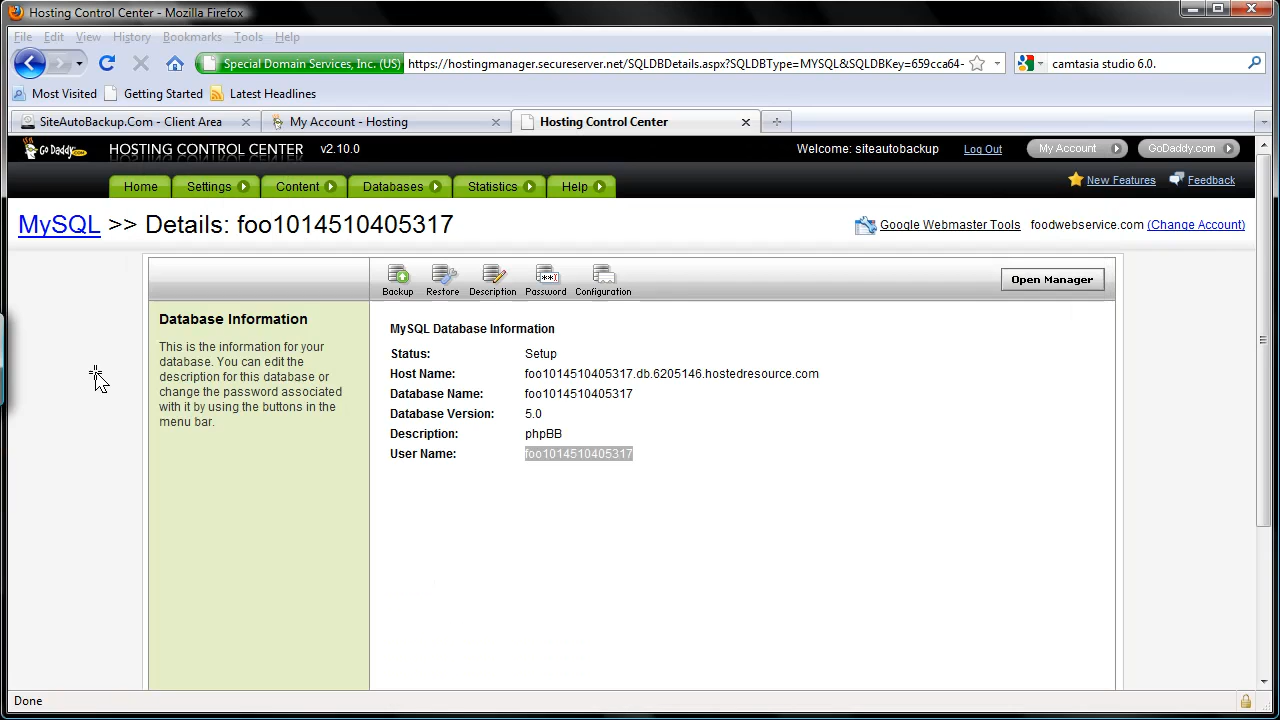 Hosting Control Center - Mozilla Firefox
File Edit View History Bookmarks Tools Help
Special Domain Services, Inc. (US) https://hostingmanager.secureserver.net/SQLDBDetails.aspx?SQLDBType=MYSQL&SQLDBKey=659cca64- camtasia studio 6.0.
Most Visited Getting Started Latest Headlines
SiteAutoBackup.Com - Client Area My Account - Hosting Hosting Control Center
Go Daddy.com HOSTING CONTROL CENTER v2.10.0 Welcome: siteautobackup Log Out My Account GoDaddy.com
Home Settings Content Databases Statistics Help New Features Feedback
MySQL >> Details: foo1014510405317 Google Webmaster Tools foodwebservice.com (Change Account)
Backup Restore Description Password Configuration Open Manager
Database Information
This is the information for your
database. You can edit the
description for this database or
change the password associated
with it by using the buttons in the
menu bar.
MySQL Database Information
Status: Setup
Host Name: foo1014510405317.db.6205146.hostedresource.com
Database Name: foo1014510405317
Database Version: 5.0
Description: phpBB
User Name: foo1014510405317
Done